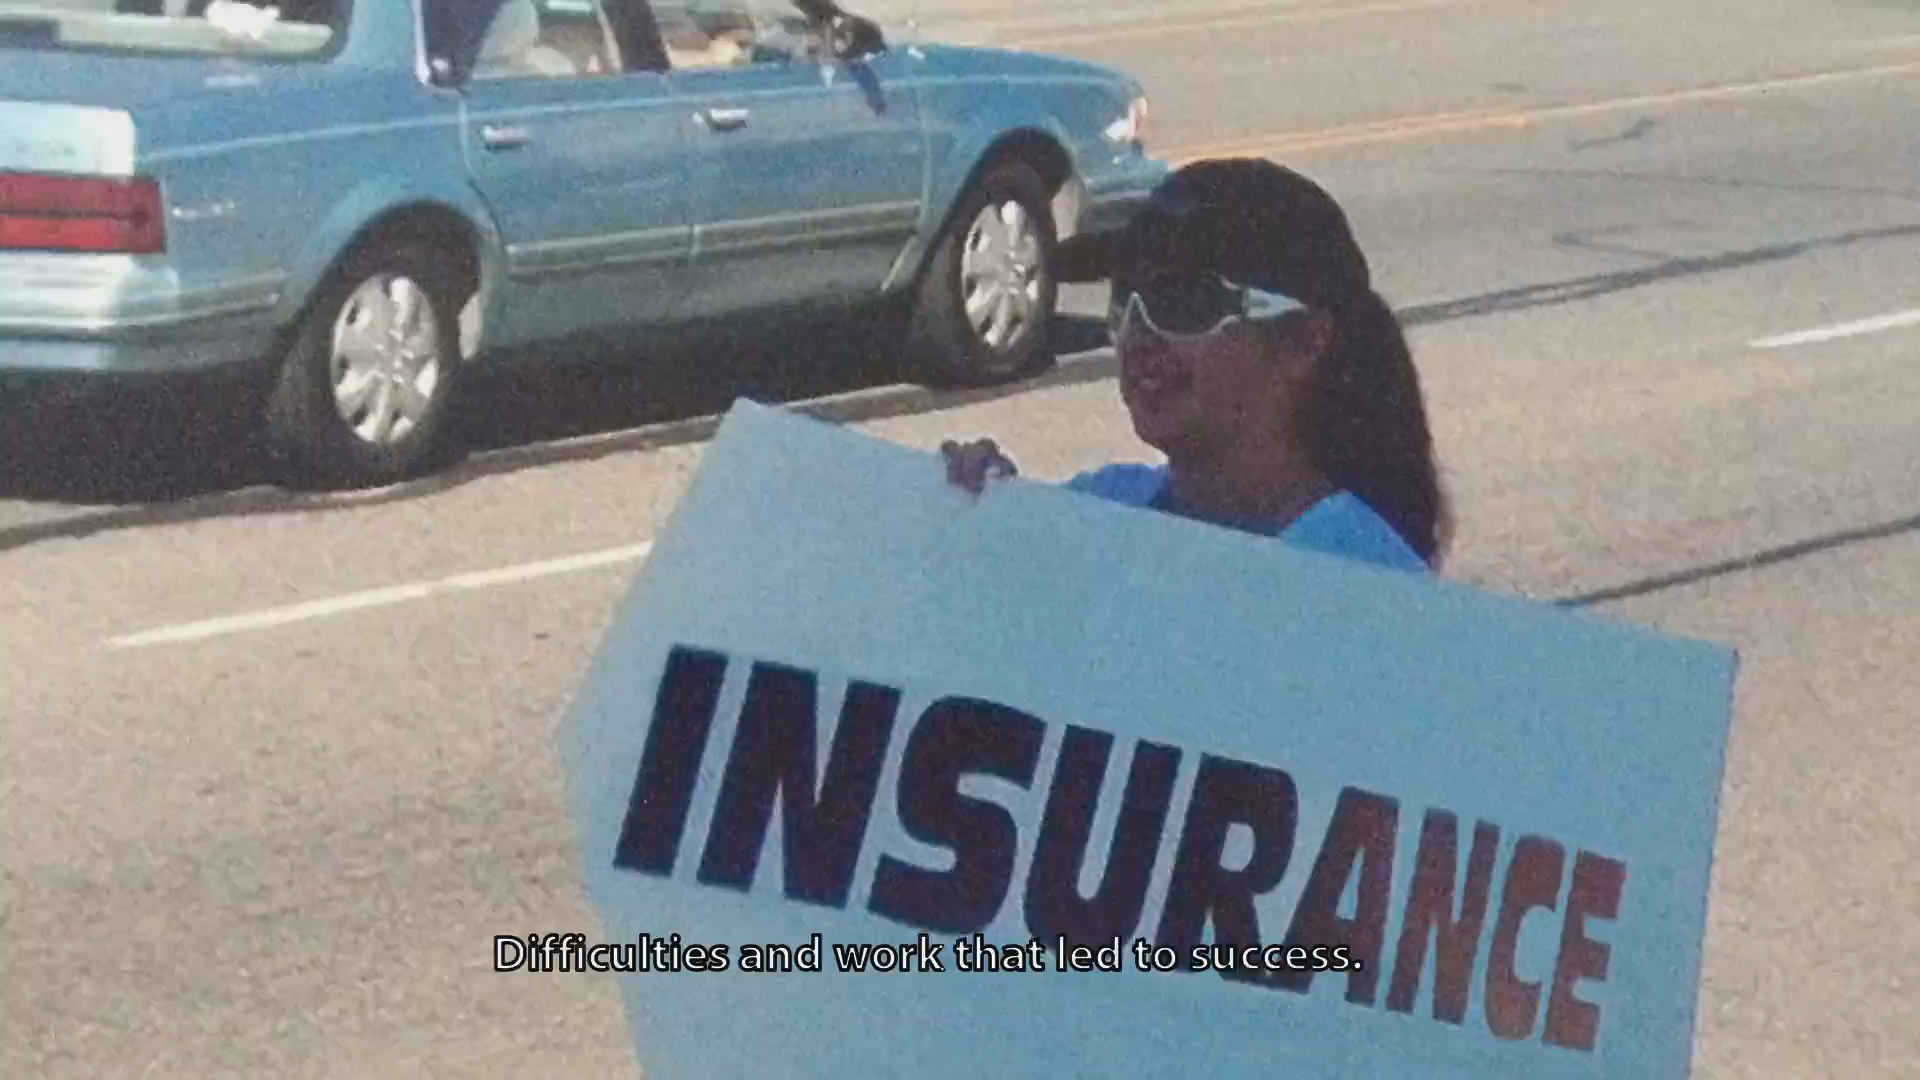 INSURANCE
Difficulties and work that led to success.